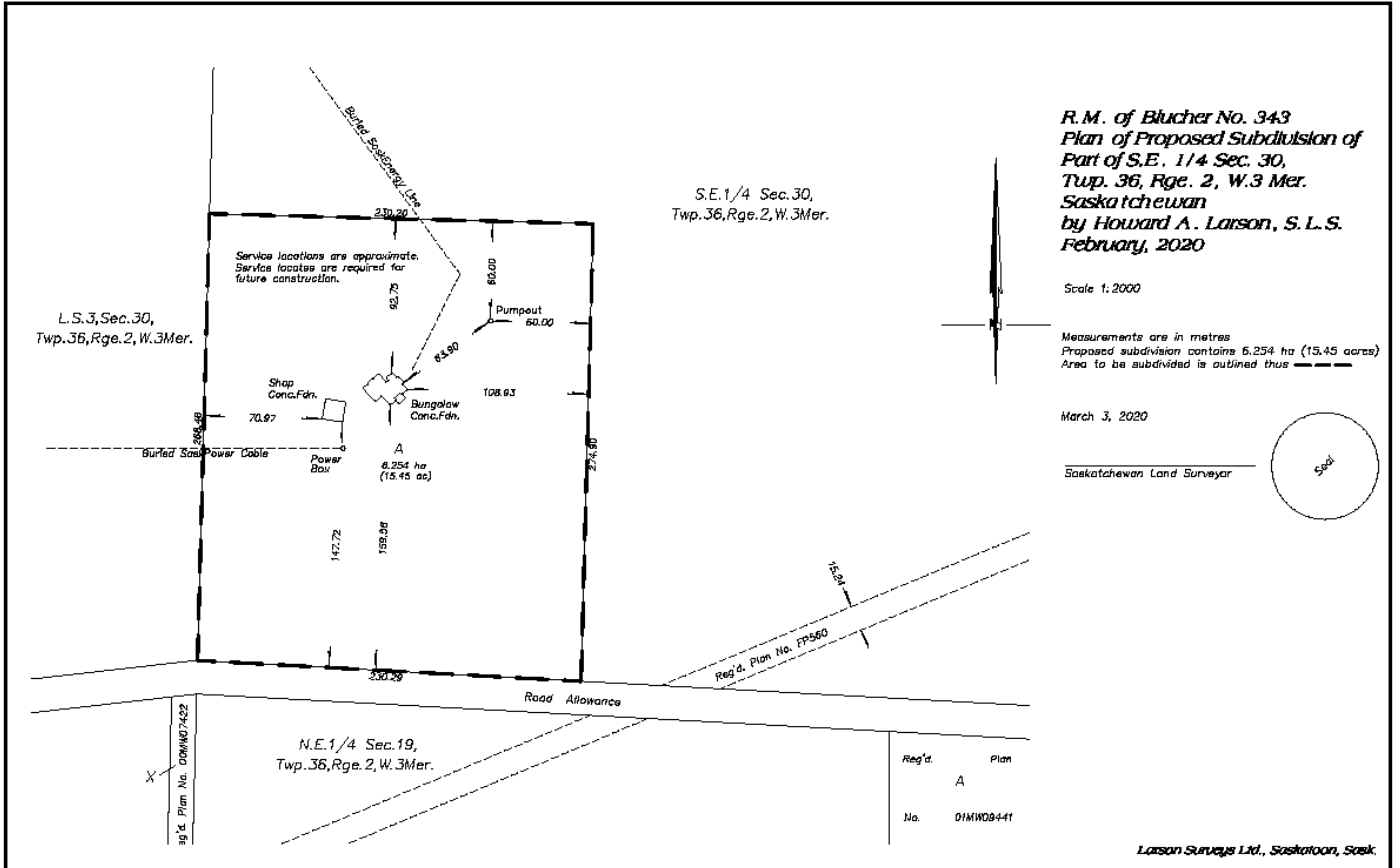 R.M. of Blucher No. 343
Plan of Proposed Subdivision of
Part of S.E. 1/4 Sec. 30,
Twp. 36, Rge. 2, W.3 Mer.
Saskatchewan
by Howard A. Larson, S.L.S.
February, 2020
Scale 1:2000
Measurements are in metres
Proposed subdivision contains 6.254 ha (15.45 acres)
Area to be subdivided is outlined thus
March 3, 2020
Saskatchewan Land Surveyor
Seal
Buried SaskEnergy Line
S.E.1/4 Sec.30,
Twp.36,Rge.2,W.3Mer.
230.20
Service locations are approximate.
Service locates are required for
future construction.
92.75
60.00
Pumpout
60.00
L.S.3,Sec.30,
Twp.36,Rge.2,W.3Mer.
63.90
Shop
Conc.Fdn.
Bungalow
Conc.Fdn.
108.93
70.97
268.46
274.90
Buried SaskPower Cable
Power
Box
A
6.254 ha
(15.45 ac)
147.72
15.24
Reg'd. Plan No. FP560
230.29
Road Allowance
N.E.1/4 Sec.19,
Twp.36,Rge.2,W.3Mer.
X
g'd. Plan No. 00MW07422
Reg'd. Plan
A
No. 01MW09441
Larson Surveys Ltd., Saskatoon, Sask.